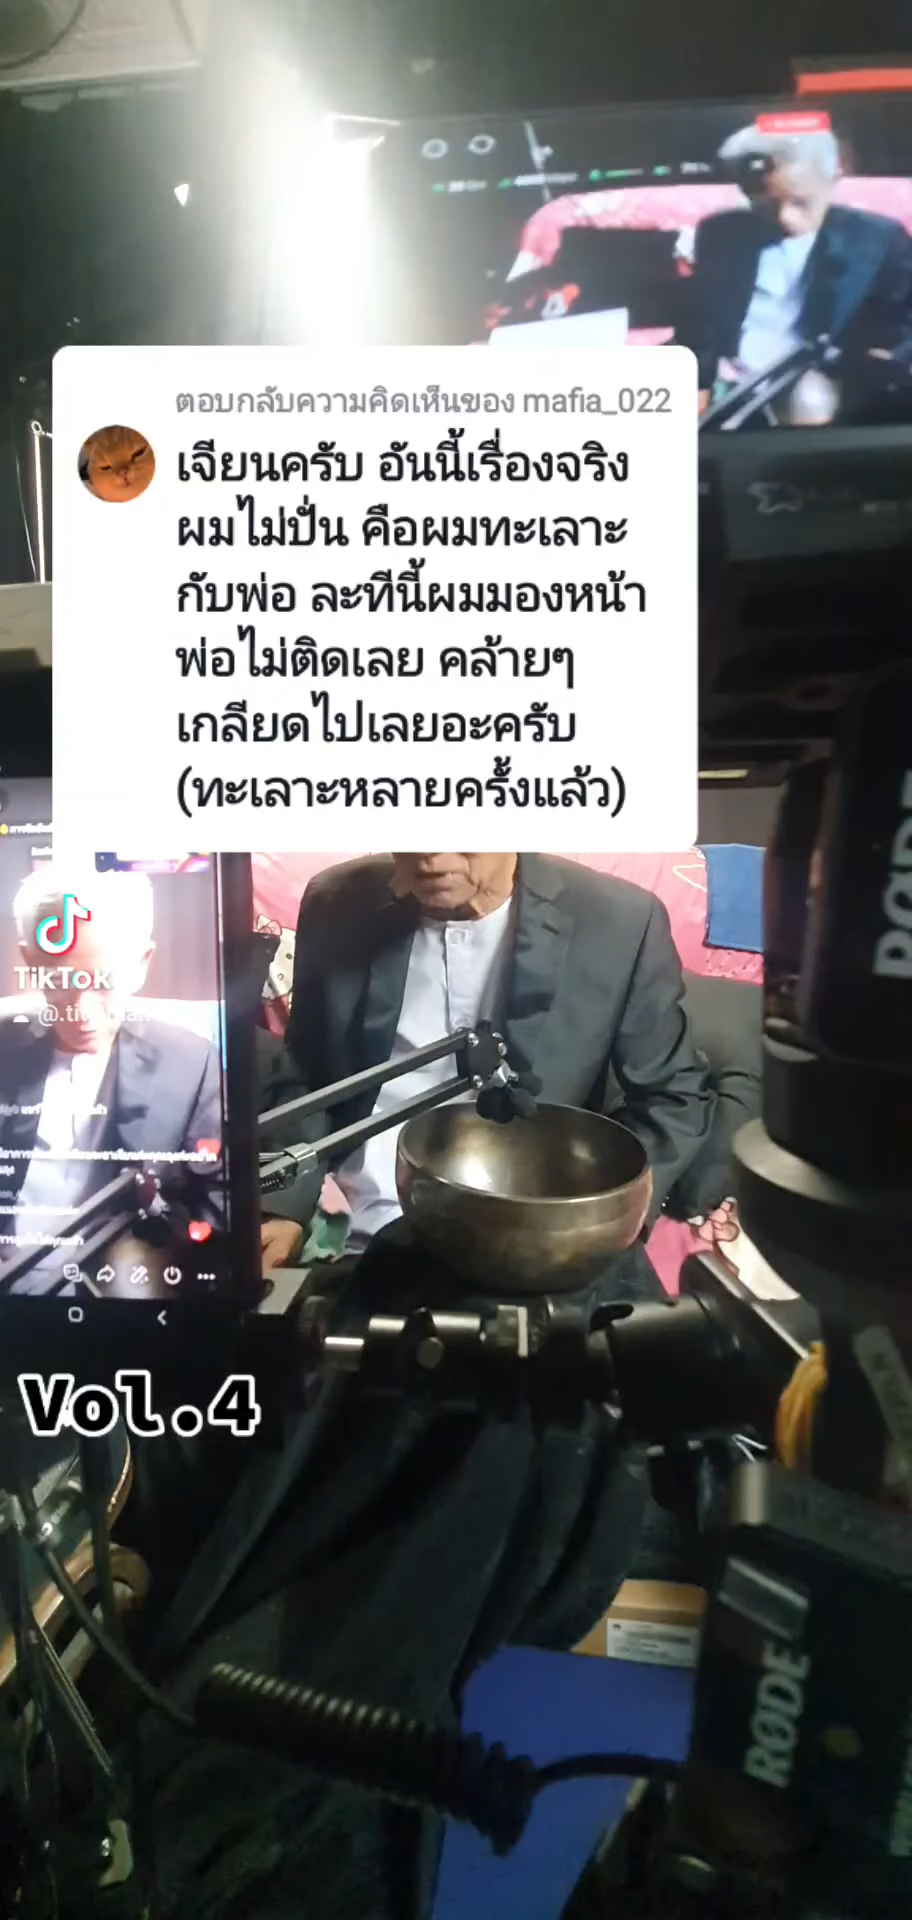 ตอบกลับความคิดเห็นของ mafia_022
เจียนครับ อันนี้เรื่องจริง
ผมไม่ปั่น คือผมทะเลาะ
กับพ่อ ละทีนี้ผมมองหน้า
พ่อไม่ติดเลย คล้ายๆ
เกลียดไปเลยอะครับ
(ทะเลาะหลายครั้งแล้ว)
TikTok
Vol.4
RØDE
RØDE